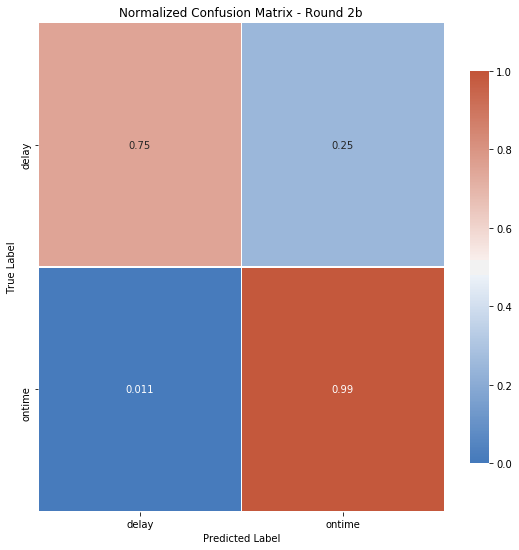 Normalized Confusion Matrix - Round 2b
1.0
0.8
0.6
0.4
0.2
0.0
True Label
delay
ontime
0.75
0.25
0.011
0.99
delay
ontime
Predicted Label